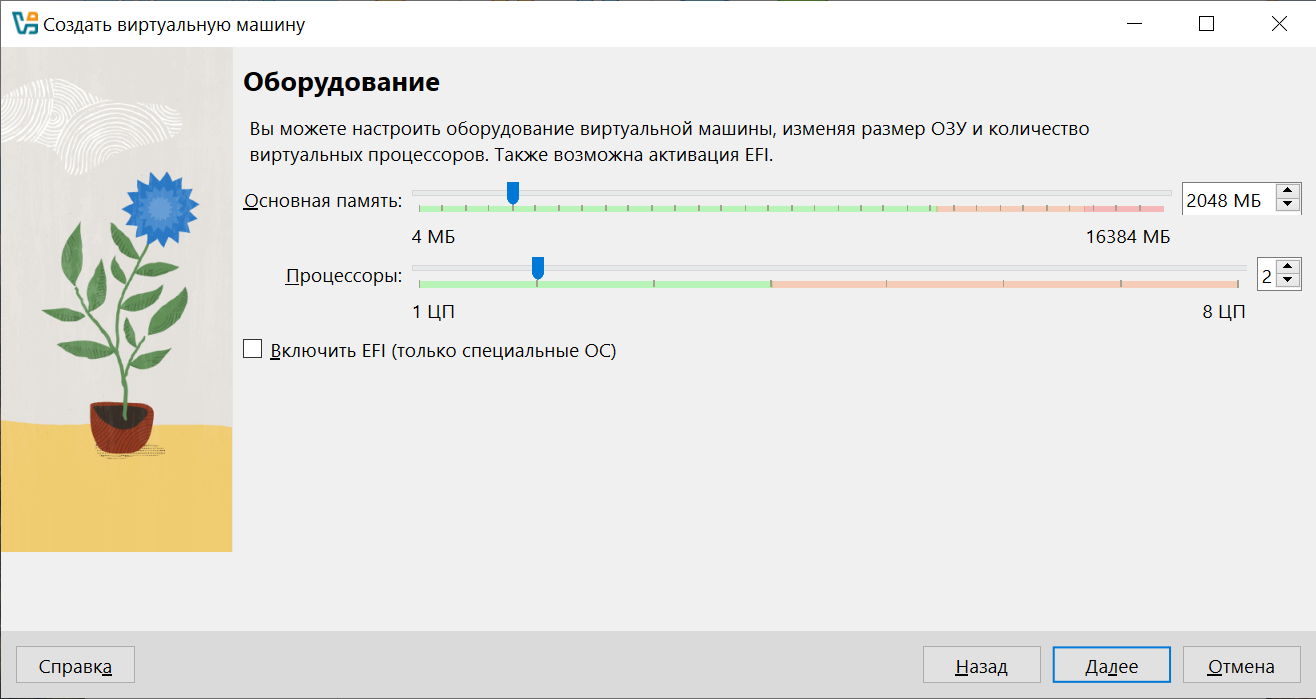 Создать виртуальную машину
Оборудование
Вы можете настроить оборудование виртуальной машины, изменяя размер ОЗУ и количество
виртуальных процессоров. Также возможна активация EFI.
Основная память:
2048 МБ
4 МБ
16384 МБ
Процессоры:
2
1 ЦП
8 ЦП
Включить EFI (только специальные ОС)
Справка
Назад
Далее
Отмена